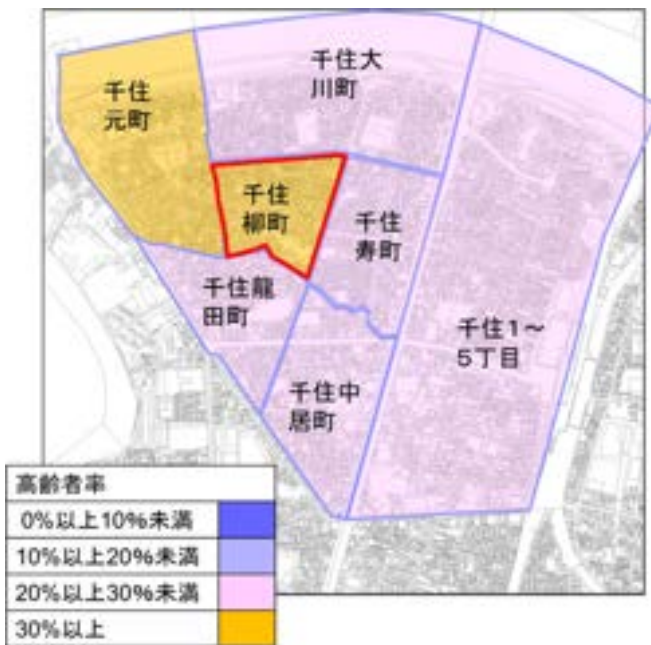 千住大
川町
千住
元町
千住
柳町
千住
寿町
千住龍
田町
千住1～
5丁目
千住中
居町
高齢者率
0%以上10%未満
10%以上20%未満
20%以上30%未満
30%以上